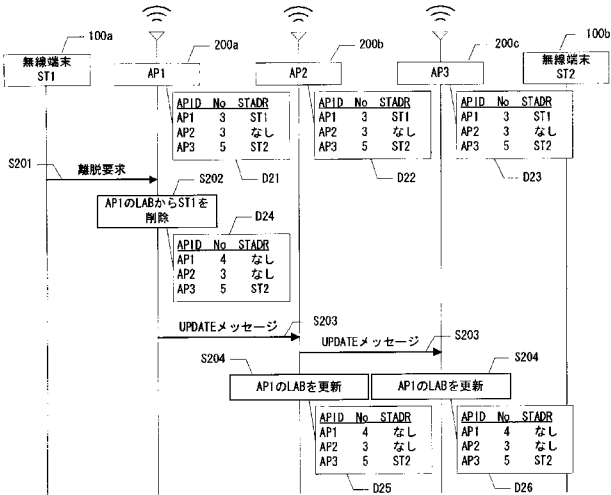 100a
200a
200b
200c
100b
無線端末
ST1
AP1
AP2
AP3
無線端末
ST2
APID No STADR
AP1 3 ST1
AP2 3 なし
AP3 5 ST2
D21
APID No STADR
AP1 3 ST1
AP2 3 なし
AP3 5 ST2
D22
APID No STADR
AP1 3 ST1
AP2 3 なし
AP3 5 ST2
D23
S201
離脱要求
S202
AP1のLABからST1を
削除
D24
APID No STADR
AP1 4 なし
AP2 3 なし
AP3 5 ST2
UPDATEメッセージ
S203
UPDATEメッセージ
S203
S204
AP1のLABを更新
S204
AP1のLABを更新
APID No STADR
AP1 4 なし
AP2 3 なし
AP3 5 ST2
D25
APID No STADR
AP1 4 なし
AP2 3 なし
AP3 5 ST2
D26